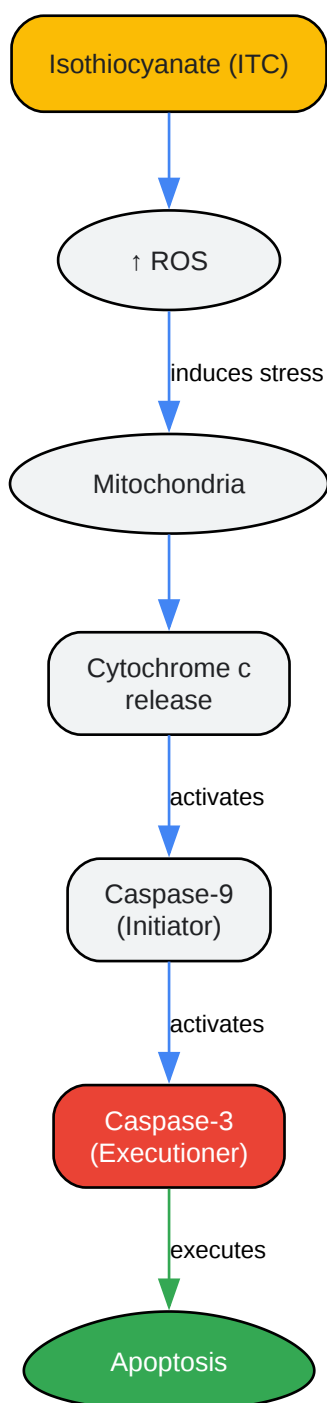 Isothiocyanate (ITC)
↑ ROS
induces stress
Mitochondria
Cytochrome c
release
activates
Caspase-9
(Initiator)
activates
Caspase-3
(Executioner)
executes
Apoptosis